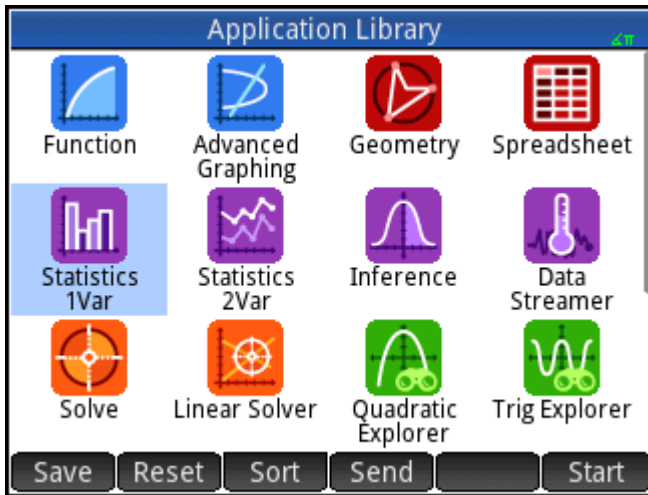 Application Library
∡π
Function
Advanced
Graphing
Geometry
Spreadsheet
Statistics
1Var
Statistics
2Var
Inference
Data
Streamer
Solve
Linear Solver
Quadratic
Explorer
Trig Explorer
Save
Reset
Sort
Send
Start